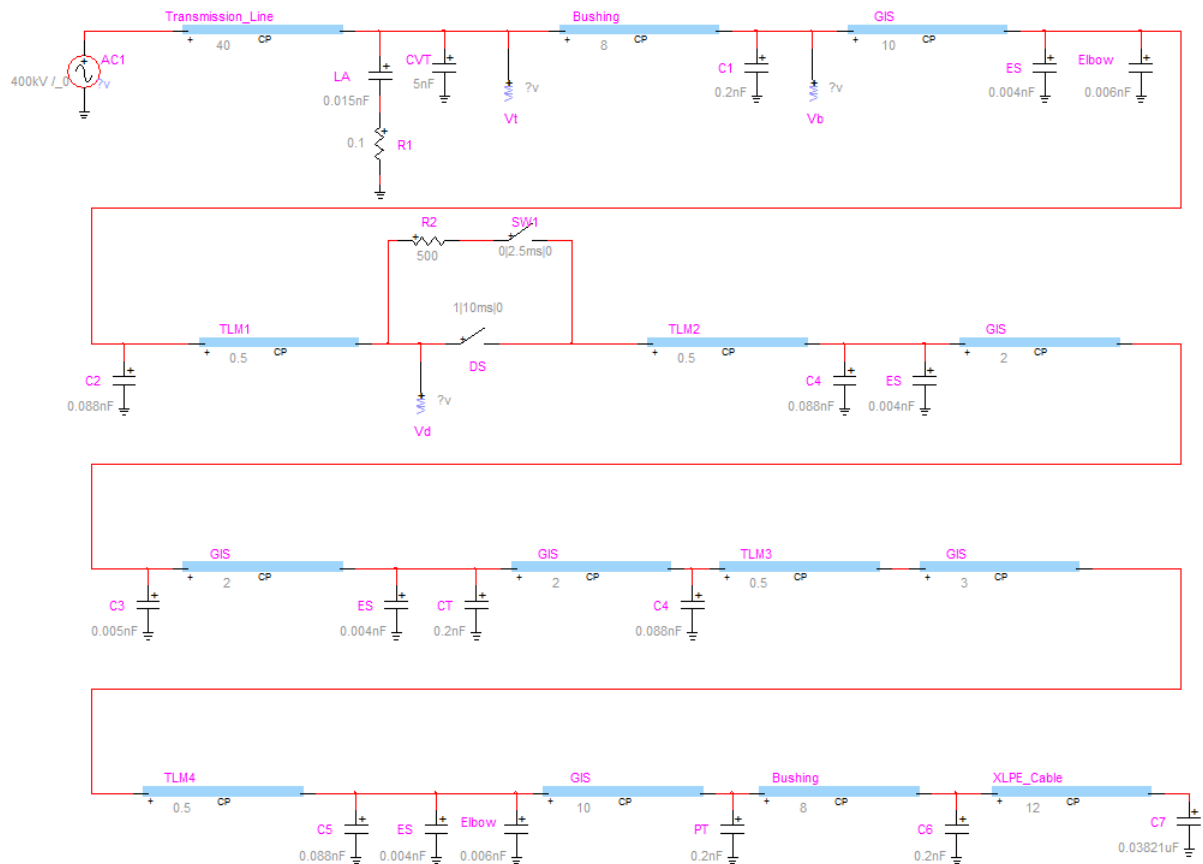 Transmission_Line
Bushing
GIS
+ 40 CP
+ 8 CP
+ 10 CP
AC1
400kV /_0
?v
LA
0.015nF
CVT
5nF
?v
VM
Vt
C1
0.2nF
?v
VM
Vb
ES
0.004nF
Elbow
0.006nF
0.1
R1
R2
500
SW1
0|2.5ms|0
TLM1
+ 0.5 CP
1|10ms|0
DS
TLM2
+ 0.5 CP
GIS
+ 2 CP
C2
0.088nF
?v
VM
Vd
C4
0.088nF
ES
0.004nF
GIS
+ 2 CP
GIS
+ 2 CP
TLM3
+ 0.5 CP
GIS
+ 3 CP
C3
0.005nF
ES
0.004nF
CT
0.2nF
C4
0.088nF
TLM4
+ 0.5 CP
GIS
+ 10 CP
Bushing
+ 8 CP
XLPE_Cable
+ 12 CP
C5
0.088nF
ES
0.004nF
Elbow
0.006nF
PT
0.2nF
C6
0.2nF
C7
0.03821uF